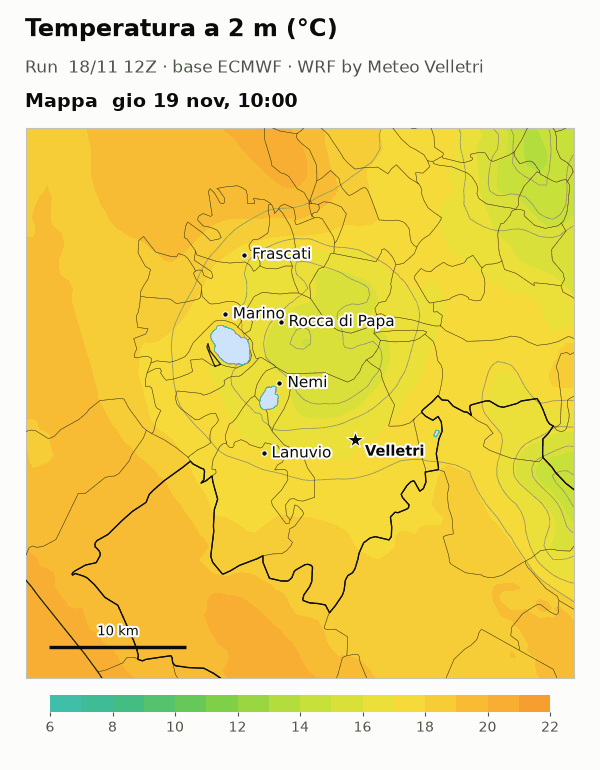 Temperatura a 2 m (°C)
Run  18/11 12Z · base ECMWF · WRF by Meteo Velletri
Mappa  gio 19 nov, 10:00
Frascati
Marino
Rocca di Papa
Nemi
Velletri
Lanuvio
10 km
6 8 10 12 14 16 18 20 22